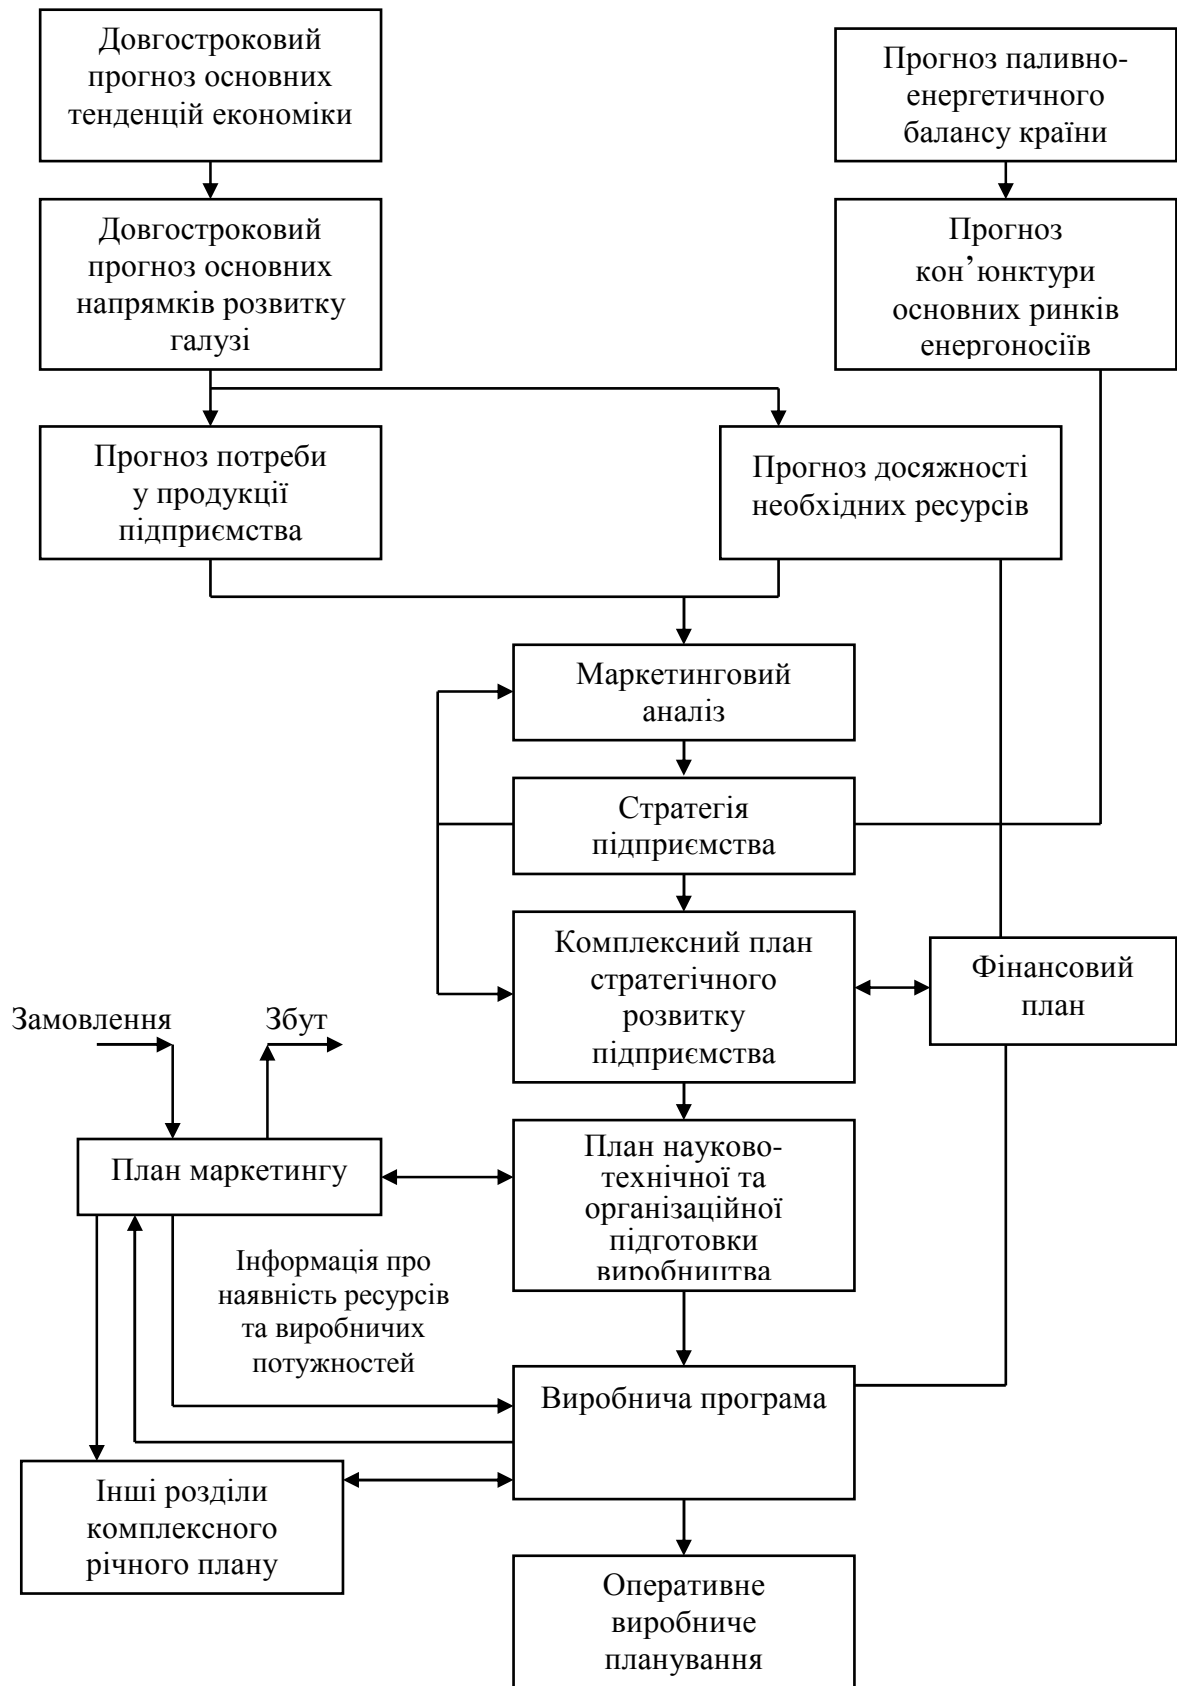 Довгостроковий
прогноз основних
тенденцій економіки
Прогноз паливно-
енергетичного
балансу країни
Довгостроковий
прогноз основних
напрямків розвитку
галузі
Прогноз
кон’юнктури
основних ринків
енергоносіїв
Прогноз потреби
у продукції
підприємства
Прогноз досяжності
необхідних ресурсів
Маркетинговий
аналіз
Стратегія
підприємства
Комплексний план
стратегічного
розвитку
підприємства
Фінансовий
план
Замовлення
Збут
План маркетингу
План науково-
технічної та
організаційної
підготовки
виробництва
Інформація про
наявність ресурсів
та виробничих
потужностей
Виробнича програма
Інші розділи
комплексного
річного плану
Оперативне
виробниче
планування